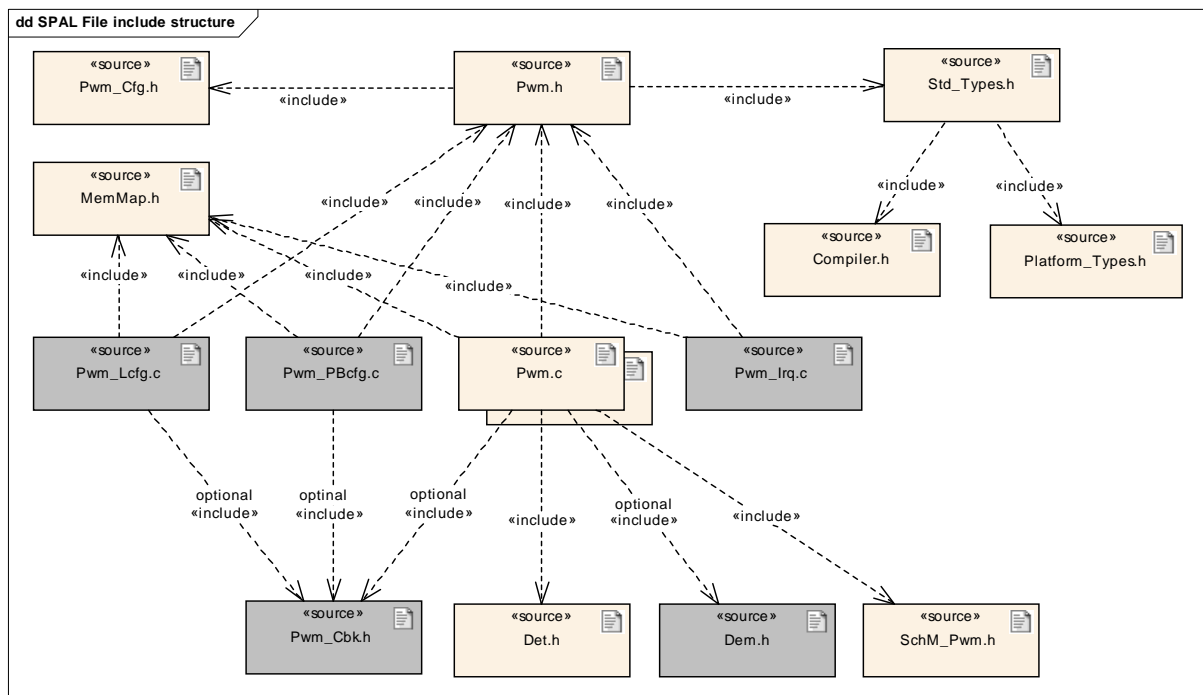 dd SPAL File include structure
«source»
Pwm_Cfg.h
«source»
Pwm.h
«source»
Std_Types.h
«include»
«include»
«source»
MemMap.h
«include»
«include»
«include»
«include»
«include»
«include»
«source»
Compiler.h
«source»
Platform_Types.h
«include»
«include»
«include»
«include»
«source»
Pwm_Lcfg.c
«source»
Pwm_PBcfg.c
«source»
Pwm.c
«source»
Pwm_Irq.c
optional
«include»
optinal
«include»
optional
«include»
«include»
optional
«include»
«include»
«source»
Pwm_Cbk.h
«source»
Det.h
«source»
Dem.h
«source»
SchM_Pwm.h